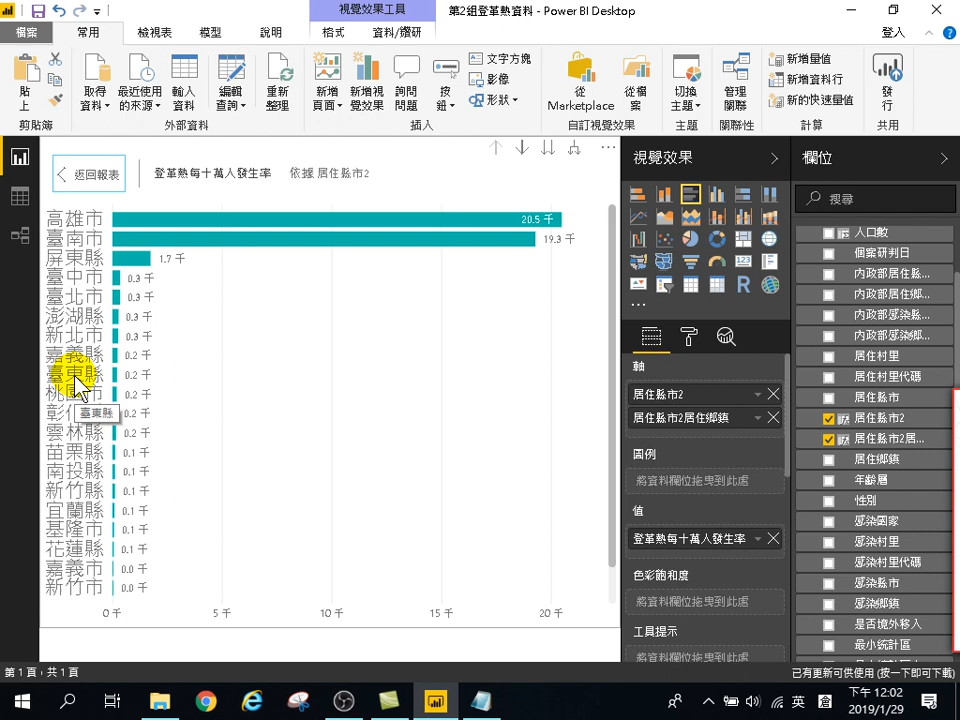 視覺效果工具
第2組登革熱資料 - Power BI Desktop
檔案
常用
檢視表
模型
說明
格式
資料/鑽研
登入
貼上
取得資料
最近使用的來源
輸入資料
編輯查詢
重新整理
新增頁面
新增視覺效果
詢問問題
按鈕
文字方塊
影像
形狀
從 Marketplace
從檔案
切換主題
管理關聯
新增量值
新增資料行
新的快速量值
發行
剪貼簿
外部資料
插入
自訂視覺效果
主題
關聯性
計算
共用
返回報表
登革熱每十萬人發生率
依據 居住縣市2
高雄市 20.5 千
臺南市 19.3 千
屏東縣 1.7 千
臺中市 0.3 千
臺北市 0.3 千
澎湖縣 0.3 千
新北市 0.3 千
嘉義縣 0.2 千
臺東縣 0.2 千
桃園市 0.2 千
0.2 千
臺東縣
雲林縣 0.2 千
苗栗縣 0.1 千
南投縣 0.1 千
新竹縣 0.1 千
宜蘭縣 0.1 千
基隆市 0.1 千
花蓮縣 0.1 千
嘉義市 0.0 千
新竹市 0.0 千
0 千 5 千 10 千 15 千 20 千
視覺效果
123
R
軸
居住縣市2
居住縣市2居住鄉鎮
圖例
將資料欄位拖曳到此處
值
登革熱每十萬人發生率
色彩飽和度
將資料欄位拖曳到此處
工具提示
將資料欄位拖曳到此處
欄位
搜尋
人口數
個案研判日
內政部居住縣...
內政部居住鄉...
內政部感染縣...
內政部感染鄉...
居住村里
居住村里代碼
居住縣市
居住縣市2
居住縣市2居...
居住鄉鎮
年齡層
性別
感染國家
感染村里
感染村里代碼
感染縣市
感染鄉鎮
是否境外移入
最小統計區
第 1 頁，共 1 頁
已有更新可供使用 (按一下即可下載)
英
下午 12:02
2019/1/29